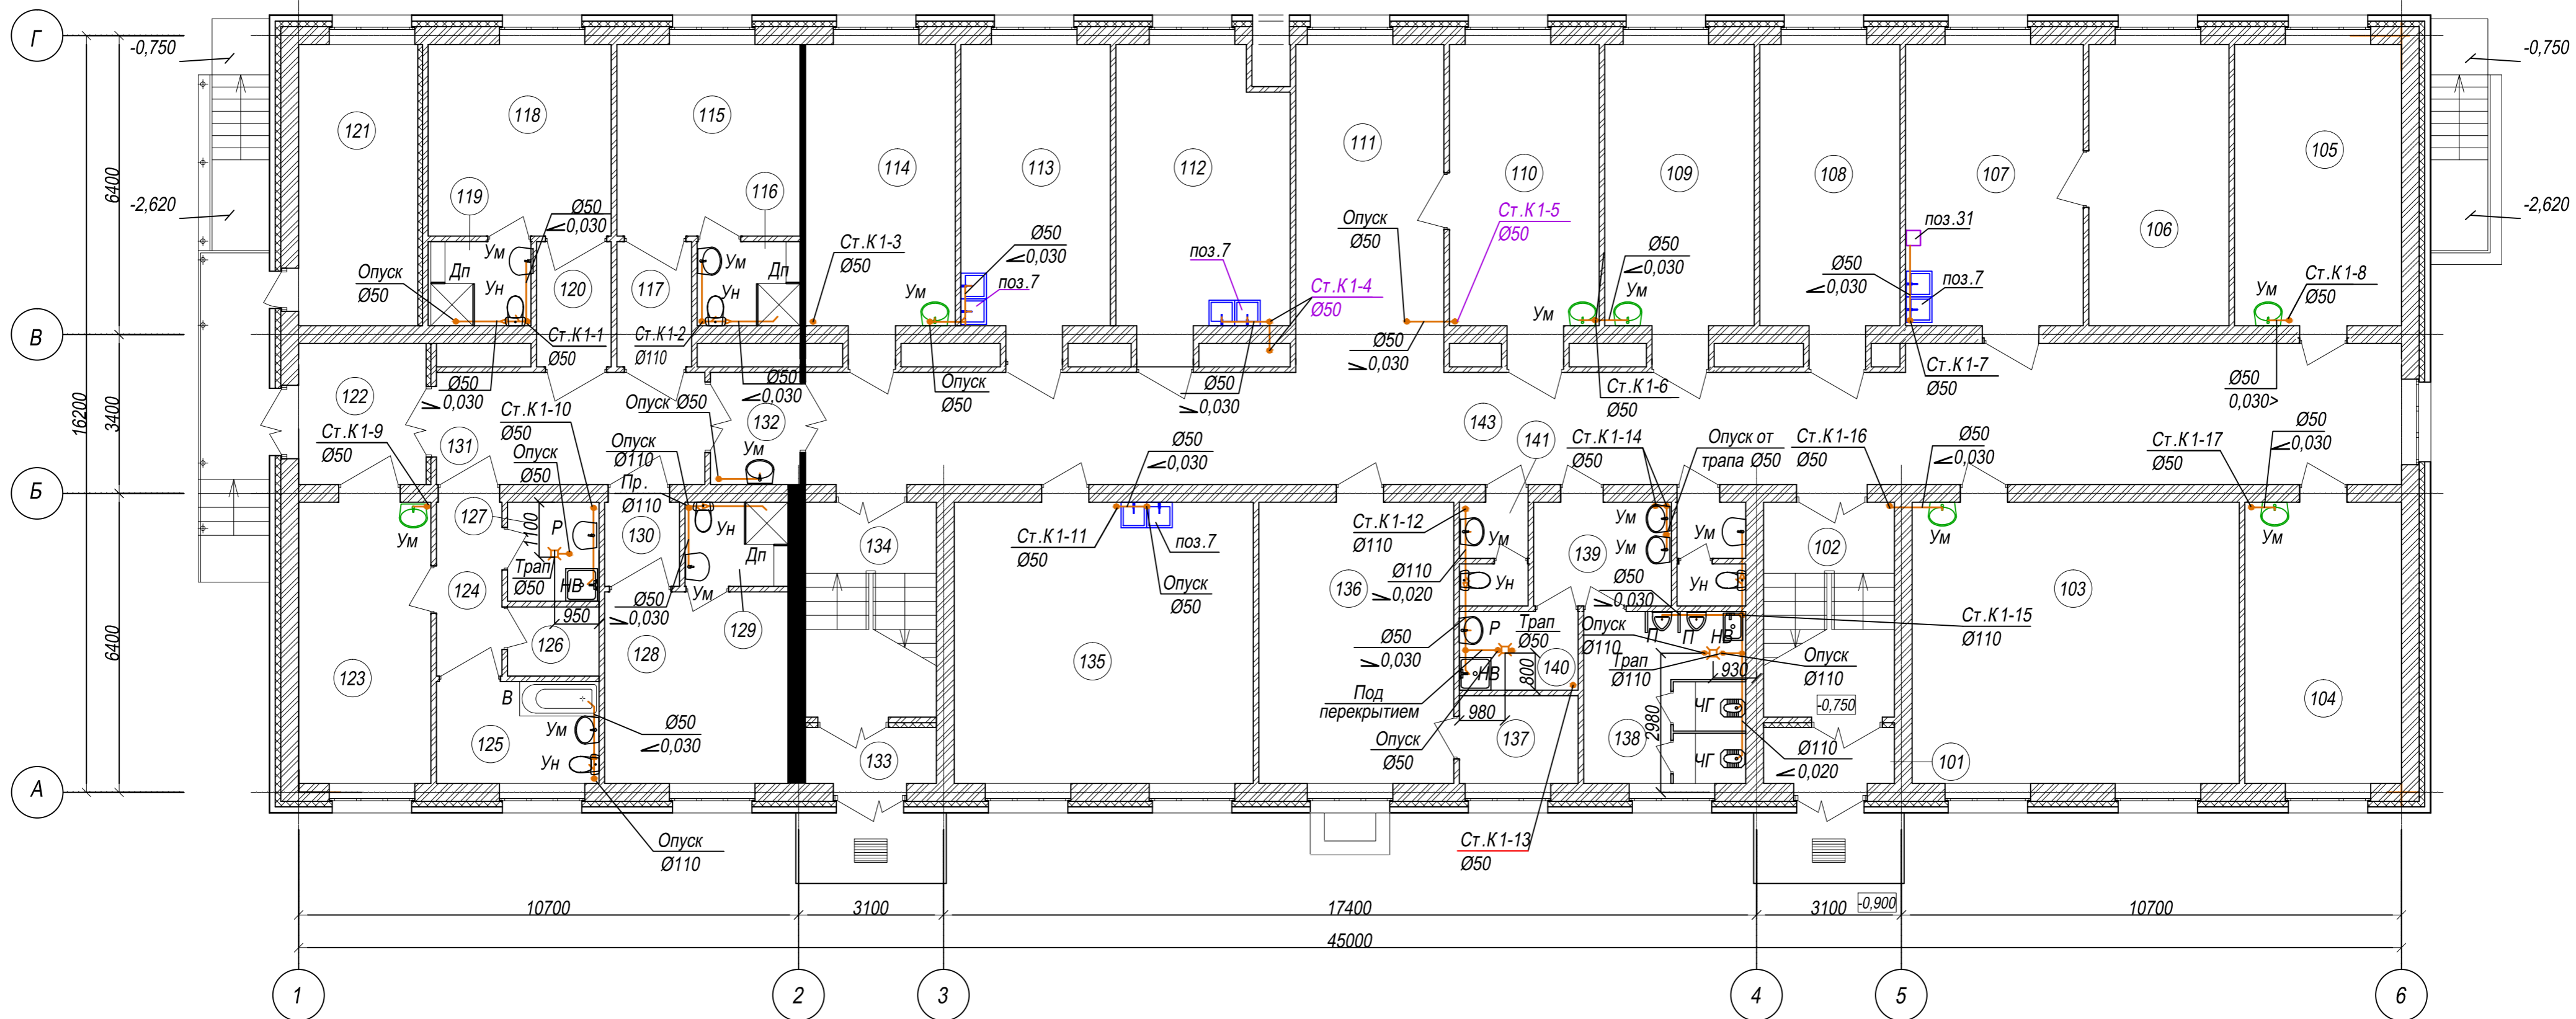 Г
-0,750
-0,750
6400
121
118
115
114
113
112
111
110
109
108
107
106
105
119
116
-2,620
-2,620
Ø50
0,030
Ум
Дп
Ун
Опуск
Ø50
120
117
Ум
Дп
Ун
Ст.К1-3
Ø50
Ум
Ø50
0,030
поз.7
поз.7
Ст.К1-4
Ø50
Опуск
Ø50
Ст.К1-5
Ø50
Ø50
0,030
Ум
Ум
поз.31
Ø50
0,030
поз.7
Ум
Ст.К1-8
Ø50
В
Ст.К1-1
Ø50
Ст.К1-2
Ø110
Ø50
0,030
Ø50
0,030
Опуск
Ø50
Ø50
0,030
Ø50
0,030
Ст.К1-6
Ø50
Ст.К1-7
Ø50
Ø50
0,030>
16200
3400
122
131
132
143
141
Ст.К1-9
Ø50
Ст.К1-10
Ø50
Опуск
Ø50
Опуск Ø50
Опуск
Ø110
Пр.
Ø110
Ум
Ø50
0,030
Ст.К1-14
Ø50
Опуск от
трапа Ø50
Ст.К1-16
Ø50
Ø50
0,030
Ст.К1-17
Ø50
Ø50
0,030
Б
Ум
127
1100
Р
Трап
Ø50
НВ
950
124
126
130
Ун
Дп
Ум
129
Ø50
0,030
128
134
Ст.К1-11
Ø50
поз.7
Опуск
Ø50
Ст.К1-12
Ø110
Ø110
0,020
136
Ум
Ун
Ум
Ум
139
Ум
Ун
Ø50
0,030
102
Ум
Ум
103
Ст.К1-15
Ø110
6400
123
В
Ум
Ун
125
Ø50
0,030
135
Ø50
0,030
Р
НВ
Трап
Ø50
800
140
Под
перекрытием
980
Опуск
Ø50
137
Опуск
Ø110
П
П
НВ
Трап
Ø110
930
Опуск
Ø110
2980
138
ЧГ
ЧГ
-0,750
Ø110
0,020
101
104
133
А
Опуск
Ø110
Ст.К1-13
Ø50
10700
3100
17400
3100
-0,900
10700
45000
1
2
3
4
5
6